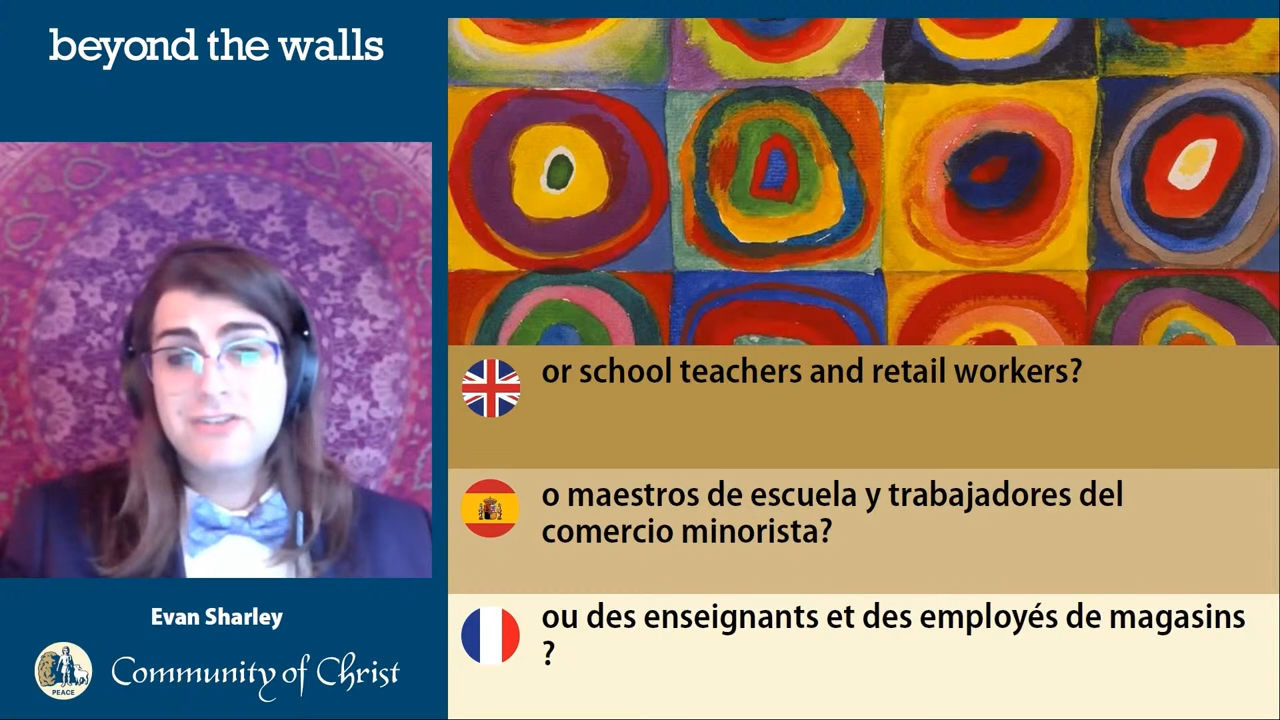 beyond the walls
Evan Sharley
PEACE
Community of Christ
or school teachers and retail workers?
o maestros de escuela y trabajadores del
comercio minorista?
ou des enseignants et des employés de magasins
?